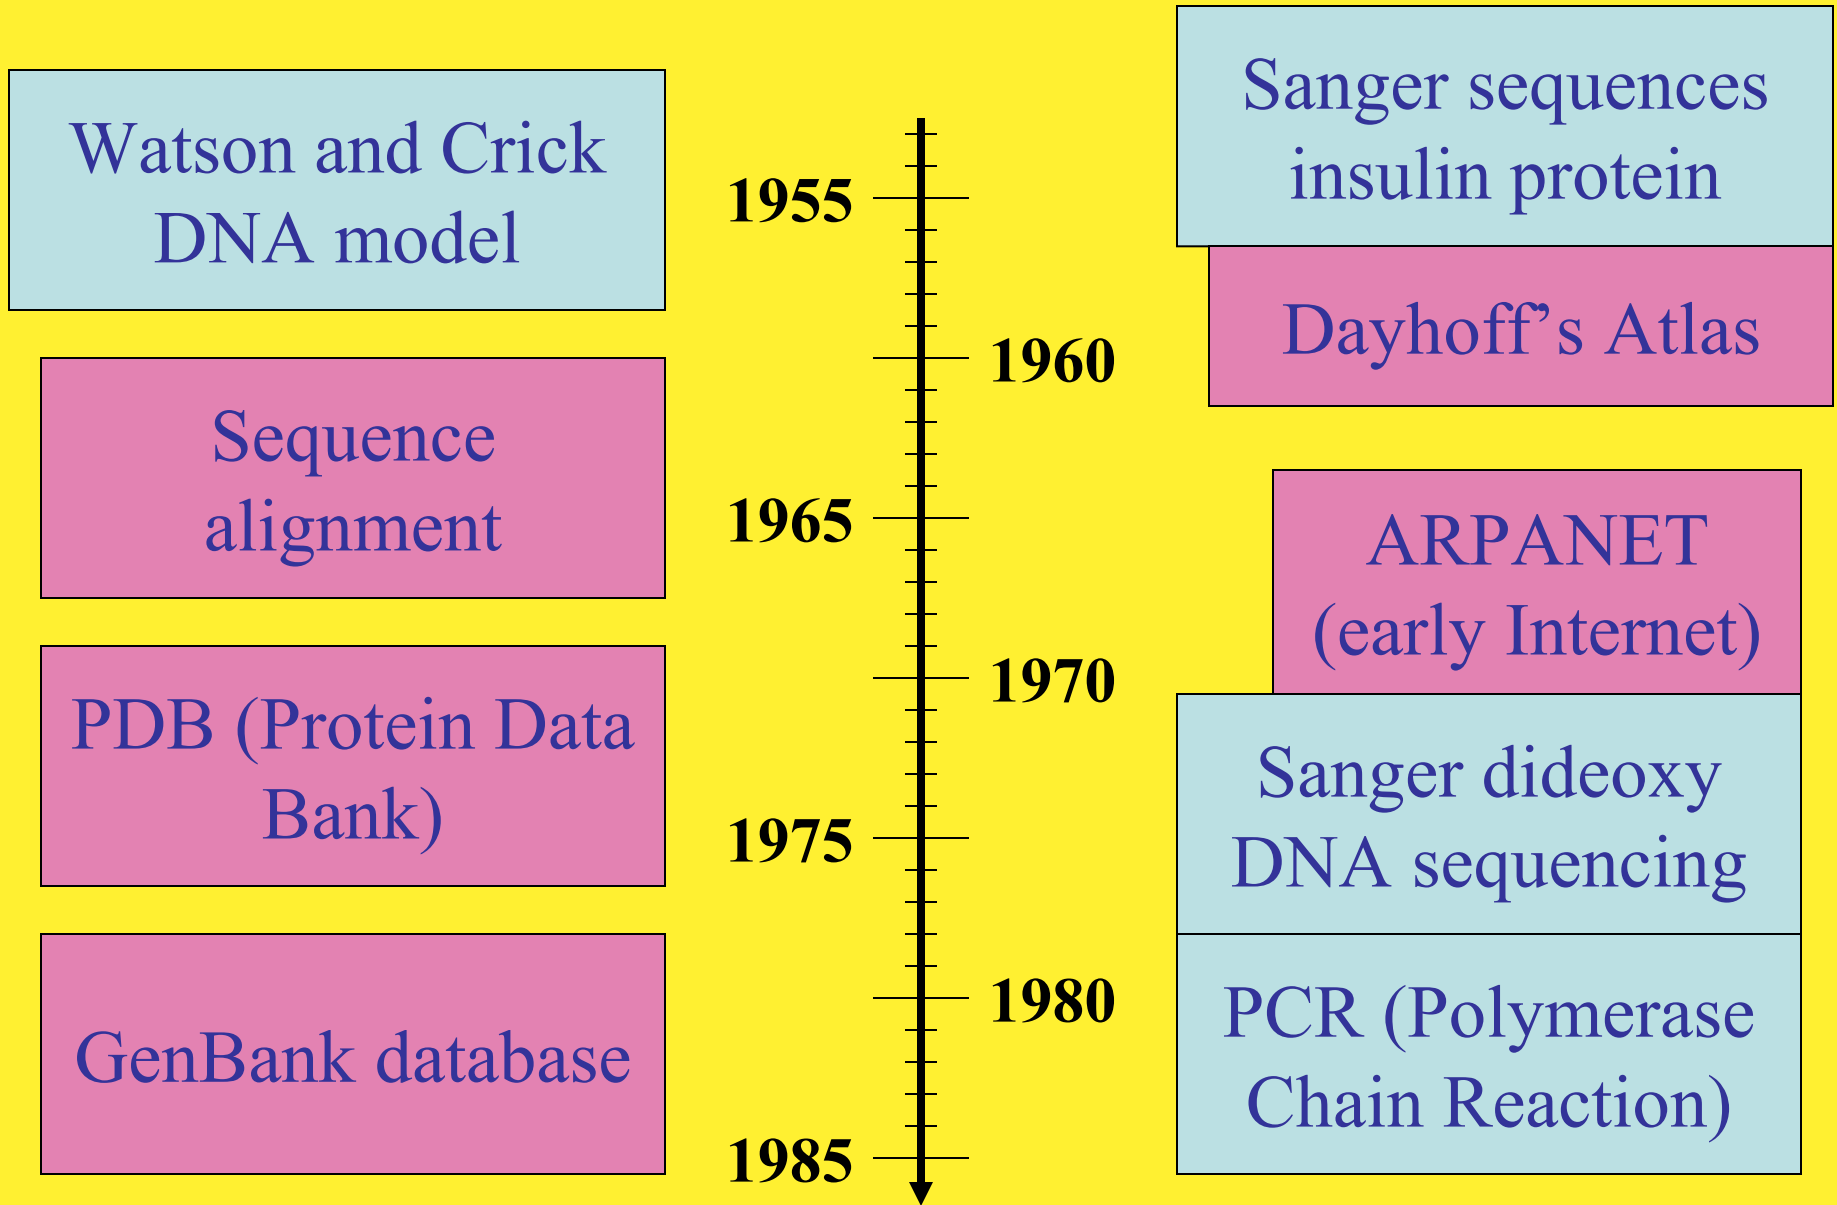 Watson and Crick
DNA model
Sequence
alignment
PDB (Protein Data
Bank)
GenBank database
1955
1960
1965
1970
1975
1980
1985
Sanger sequences
insulin protein
Dayhoff’s Atlas
ARPANET
(early Internet)
Sanger dideoxy
DNA sequencing
PCR (Polymerase
Chain Reaction)